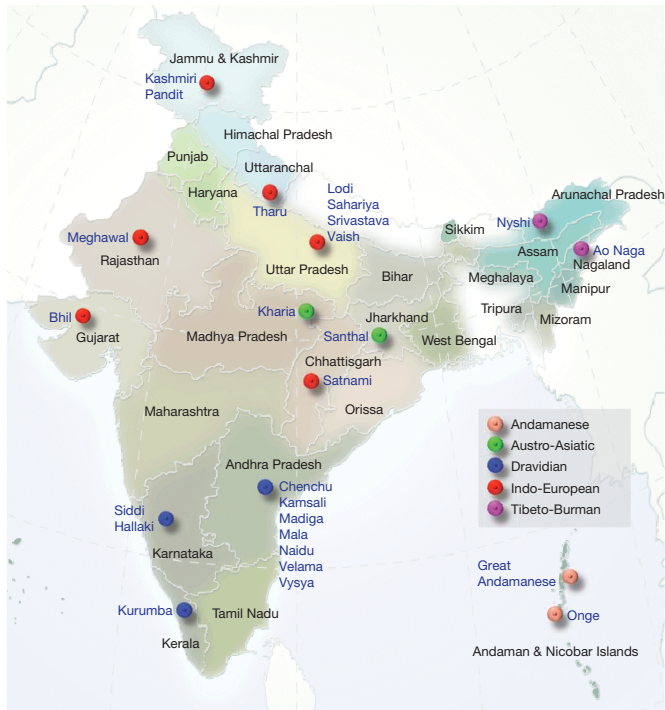 Jammu & Kashmir
Kashmiri
Pandit
Himachal Pradesh
Punjab
Uttaranchal
Haryana
Tharu
Lodi
Sahariya
Srivastava
Vaish
Arunachal Pradesh
Nyshi
Sikkim
Meghawal
Rajasthan
Assam
Ao Naga
Nagaland
Uttar Pradesh
Bihar
Meghalaya
Manipur
Bhil
Gujarat
Kharia
Jharkhand
Tripura
Mizoram
Madhya Pradesh
Santhal
West Bengal
Chhattisgarh
Satnami
Maharashtra
Orissa
Andamanese
Austro-Asiatic
Dravidian
Indo-European
Tibeto-Burman
Andhra Pradesh
Chenchu
Kamsali
Madiga
Mala
Naidu
Velama
Vysya
Siddi
Hallaki
Karnataka
Great
Andamanese
Onge
Kurumba
Tamil Nadu
Kerala
Andaman & Nicobar Islands